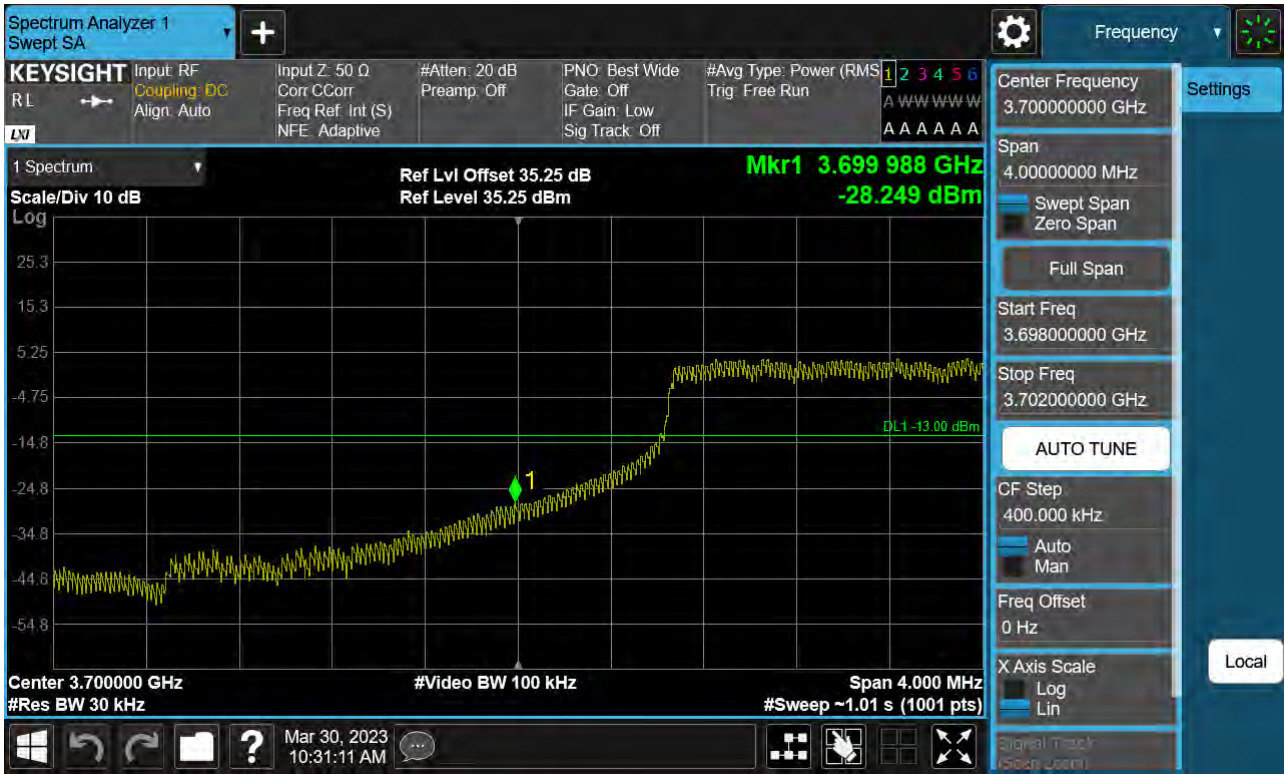 Spectrum Analyzer 1
Swept SA
+
Frequency
KEYSIGHT
RL
LXI
Input: RF
Coupling: DC
Align: Auto
Input Z: 50 Ω
Corr CCorr
Freq Ref: Int (S)
NFE: Adaptive
#Atten: 20 dB
Preamp: Off
PNO: Best Wide
Gate: Off
IF Gain: Low
Sig Track: Off
#Avg Type: Power (RMS
Trig: Free Run
1 2 3 4 5 6
A W W W W W
A A A A A A
1 Spectrum
Scale/Div 10 dB
Log
Ref Lvl Offset 35.25 dB
Ref Level 35.25 dBm
Mkr1 3.699 988 GHz
-28.249 dBm
25.3
15.3
5.25
-4.75
-14.8
-24.8
-34.8
-44.8
-54.8
DL1 -13.00 dBm
1
Center 3.700000 GHz
#Res BW 30 kHz
#Video BW 100 kHz
Span 4.000 MHz
#Sweep ~1.01 s (1001 pts)
Center Frequency
3.700000000 GHz
Span
4.00000000 MHz
Swept Span
Zero Span
Full Span
Start Freq
3.698000000 GHz
Stop Freq
3.702000000 GHz
AUTO TUNE
CF Step
400.000 kHz
Auto
Man
Freq Offset
0 Hz
X Axis Scale
Log
Lin
Signal Track
(Span Zoom)
Settings
Local
?
Mar 30, 2023
10:31:11 AM